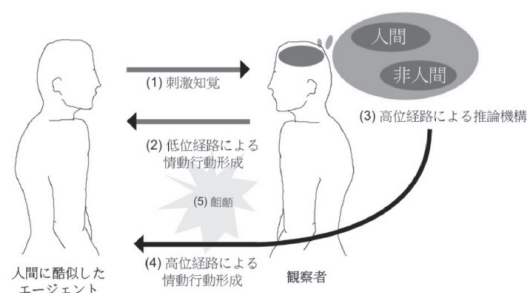 人間
非人間
(1) 刺激知覚
(3) 高位経路による推論機構
(2) 低位経路による
情動行動形成
(5) 齟齬
(4) 高位経路による
情動行動形成
人間に酷似した
エージェント
観察者